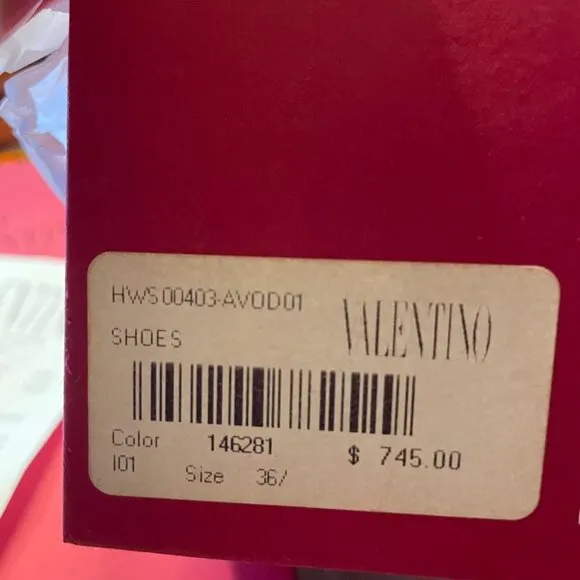 HWS00403-AVOD01
VALENTINO
SHOES
Color 146281 $ 745.00
I01 Size 36/